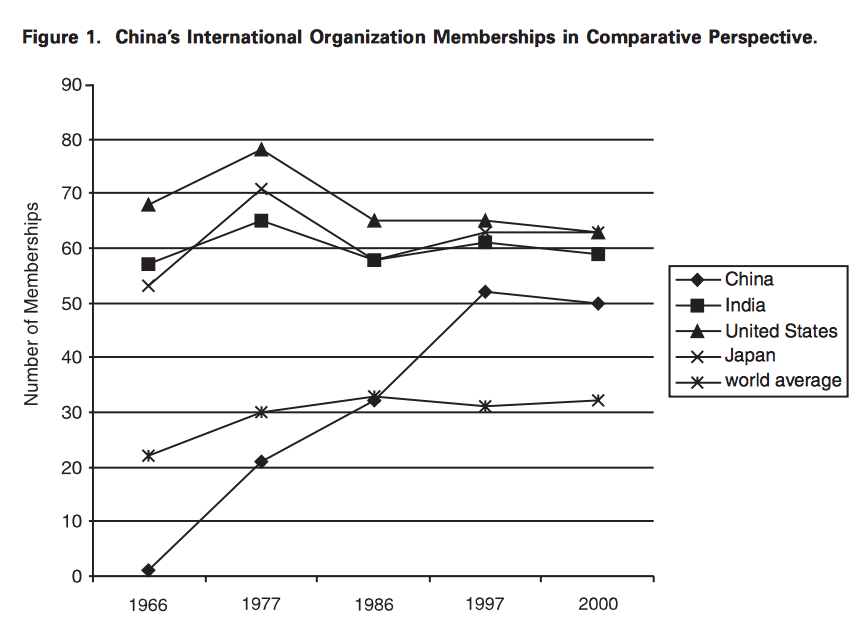 Figure 1. China's International Organization Memberships in Comparative Perspective.
Number of Memberships
90
80
70
60
50
40
30
20
10
0
1966 1977 1986 1997 2000
China
India
United States
Japan
world average